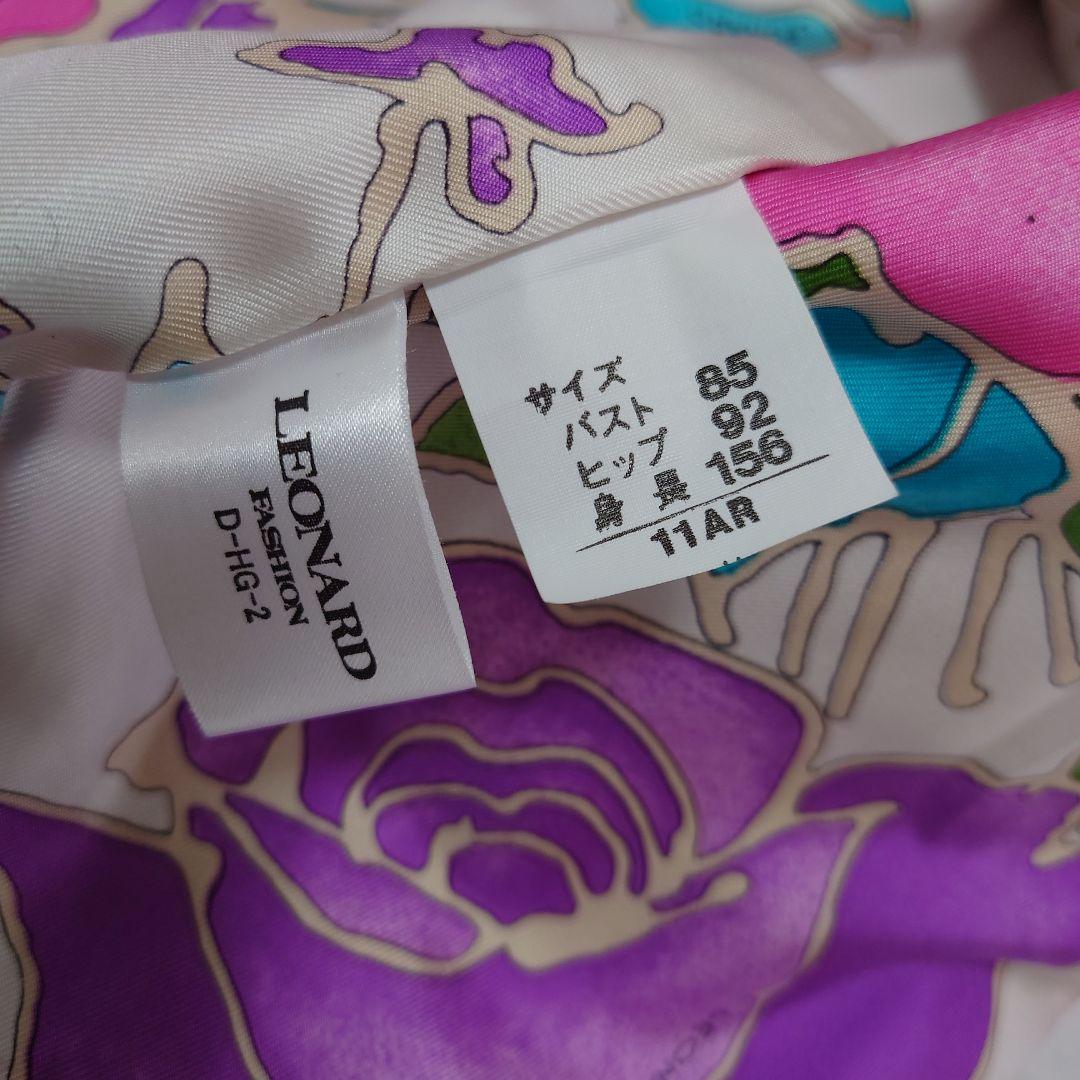 LEONARD
FASHION
D-HG-2
サイズ
バスト 85
ヒップ 92
身長 156
11AR
LEON